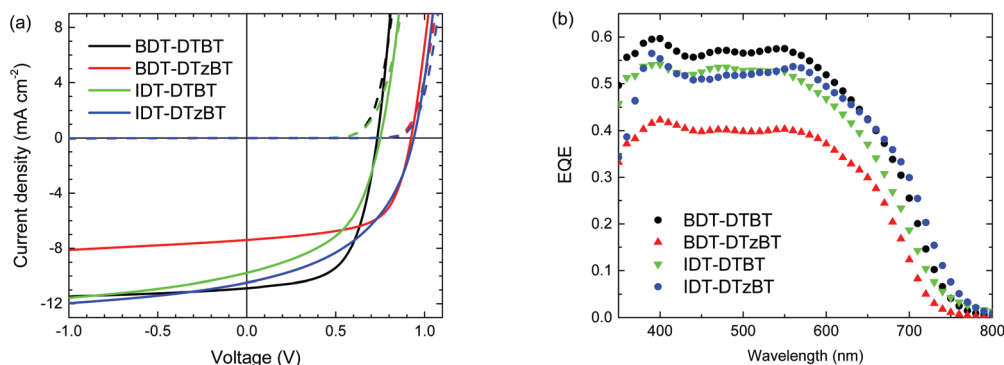 (a)
8
4
0
-4
-8
-12
Current density (mA cm⁻²)
BDT-DTBT
BDT-DTzBT
IDT-DTBT
IDT-DTzBT
-1.0 -0.5 0.0 0.5 1.0
Voltage (V)
(b)
0.6
0.5
0.4
0.3
0.2
0.1
0.0
EQE
BDT-DTBT
BDT-DTzBT
IDT-DTBT
IDT-DTzBT
400 500 600 700 800
Wavelength (nm)